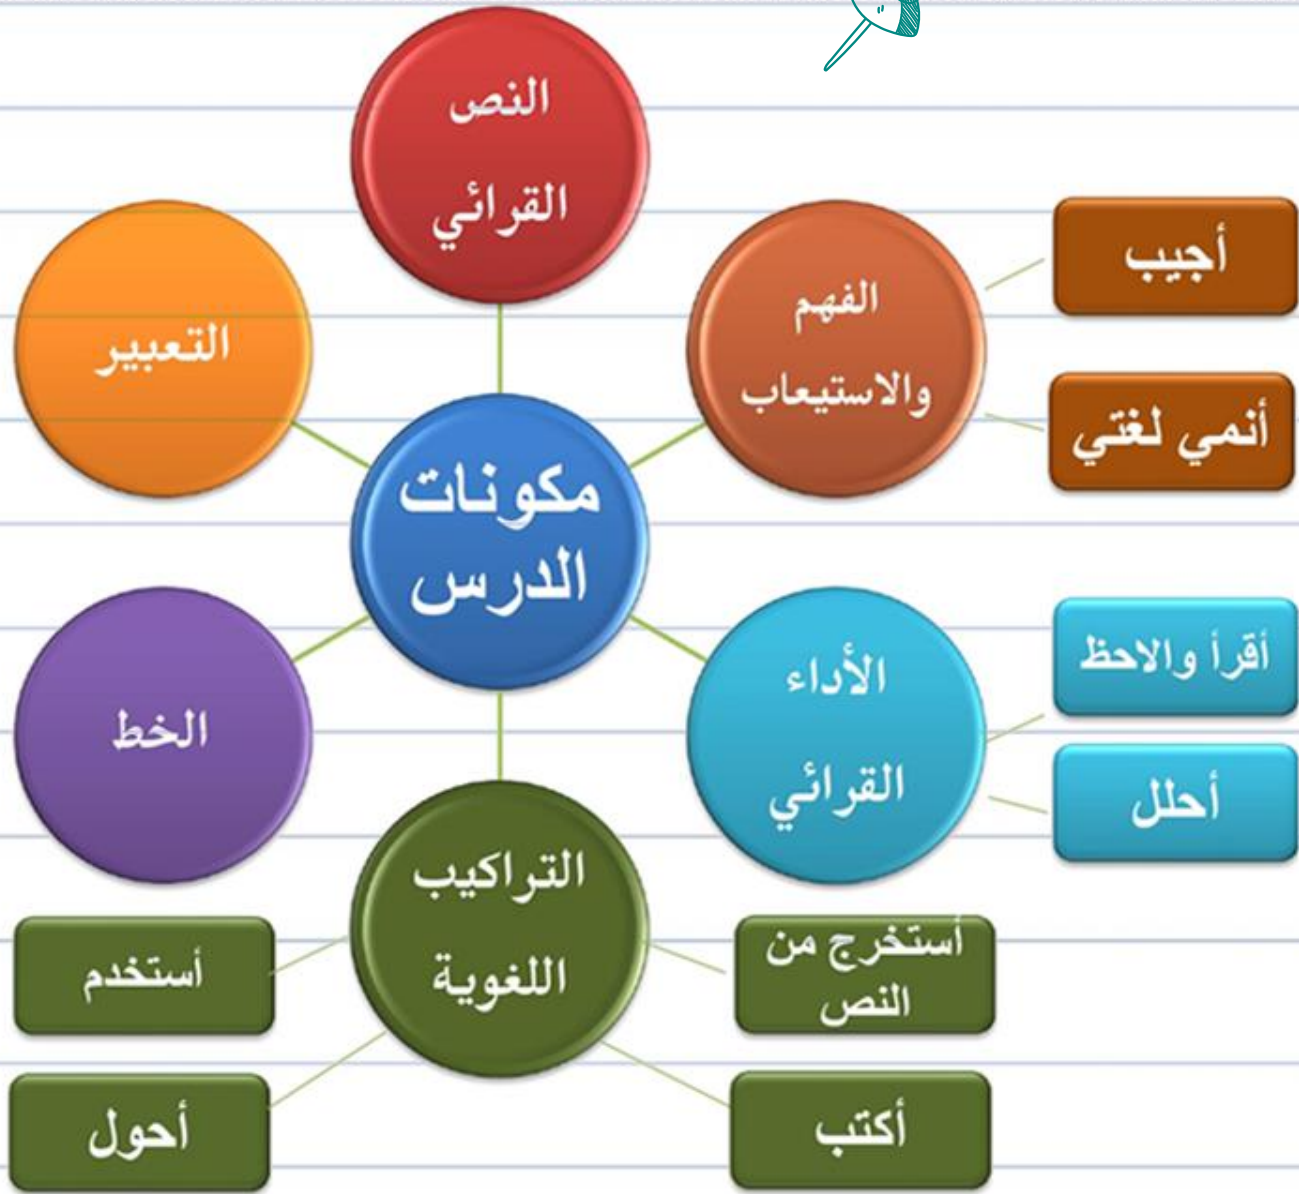 النص
القرائي
الفهم
والاستيعاب
أجيب
أنمي لغتي
التعبير
مكونات
الدرس
الأداء
القرائي
أقرأ والاحظ
أحلل
الخط
التراكيب
اللغوية
أستخرج من
النص
أكتب
أستخدم
أحول